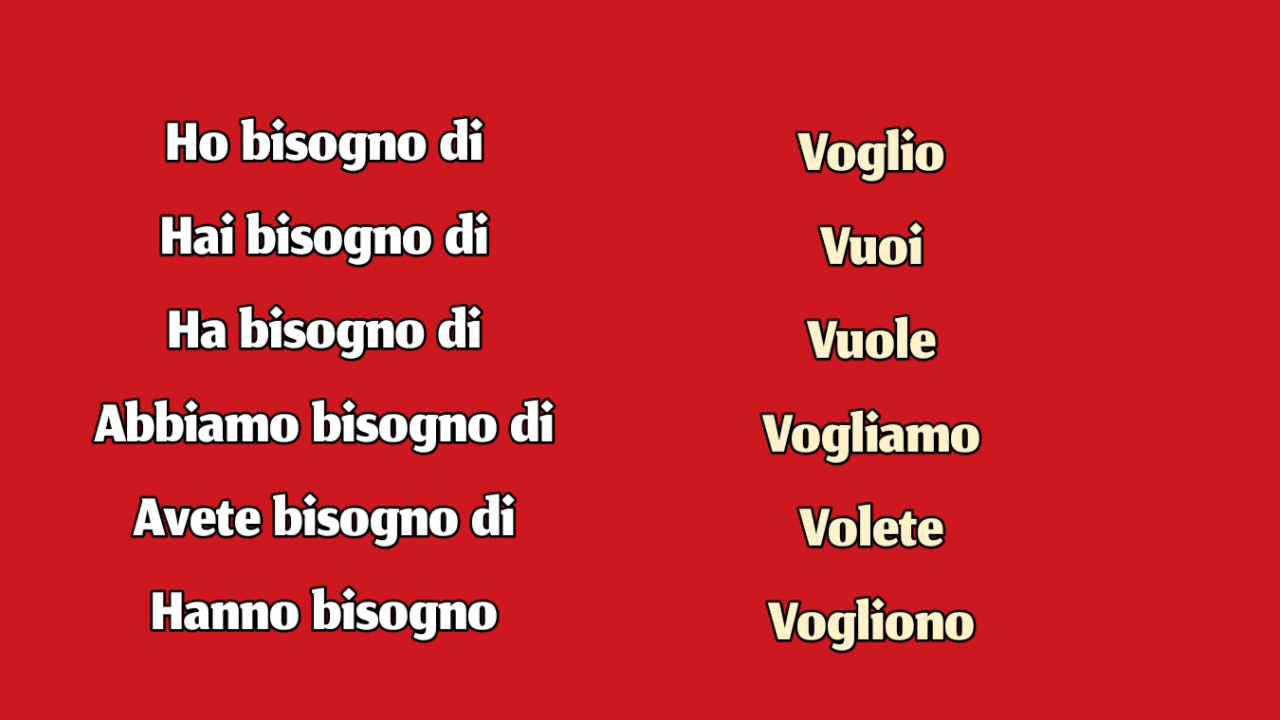 Ho bisogno di
Hai bisogno di
Ha bisogno di
Abbiamo bisogno di
Avete bisogno di
Hanno bisogno
Voglio
Vuoi
Vuole
Vogliamo
Volete
Vogliono